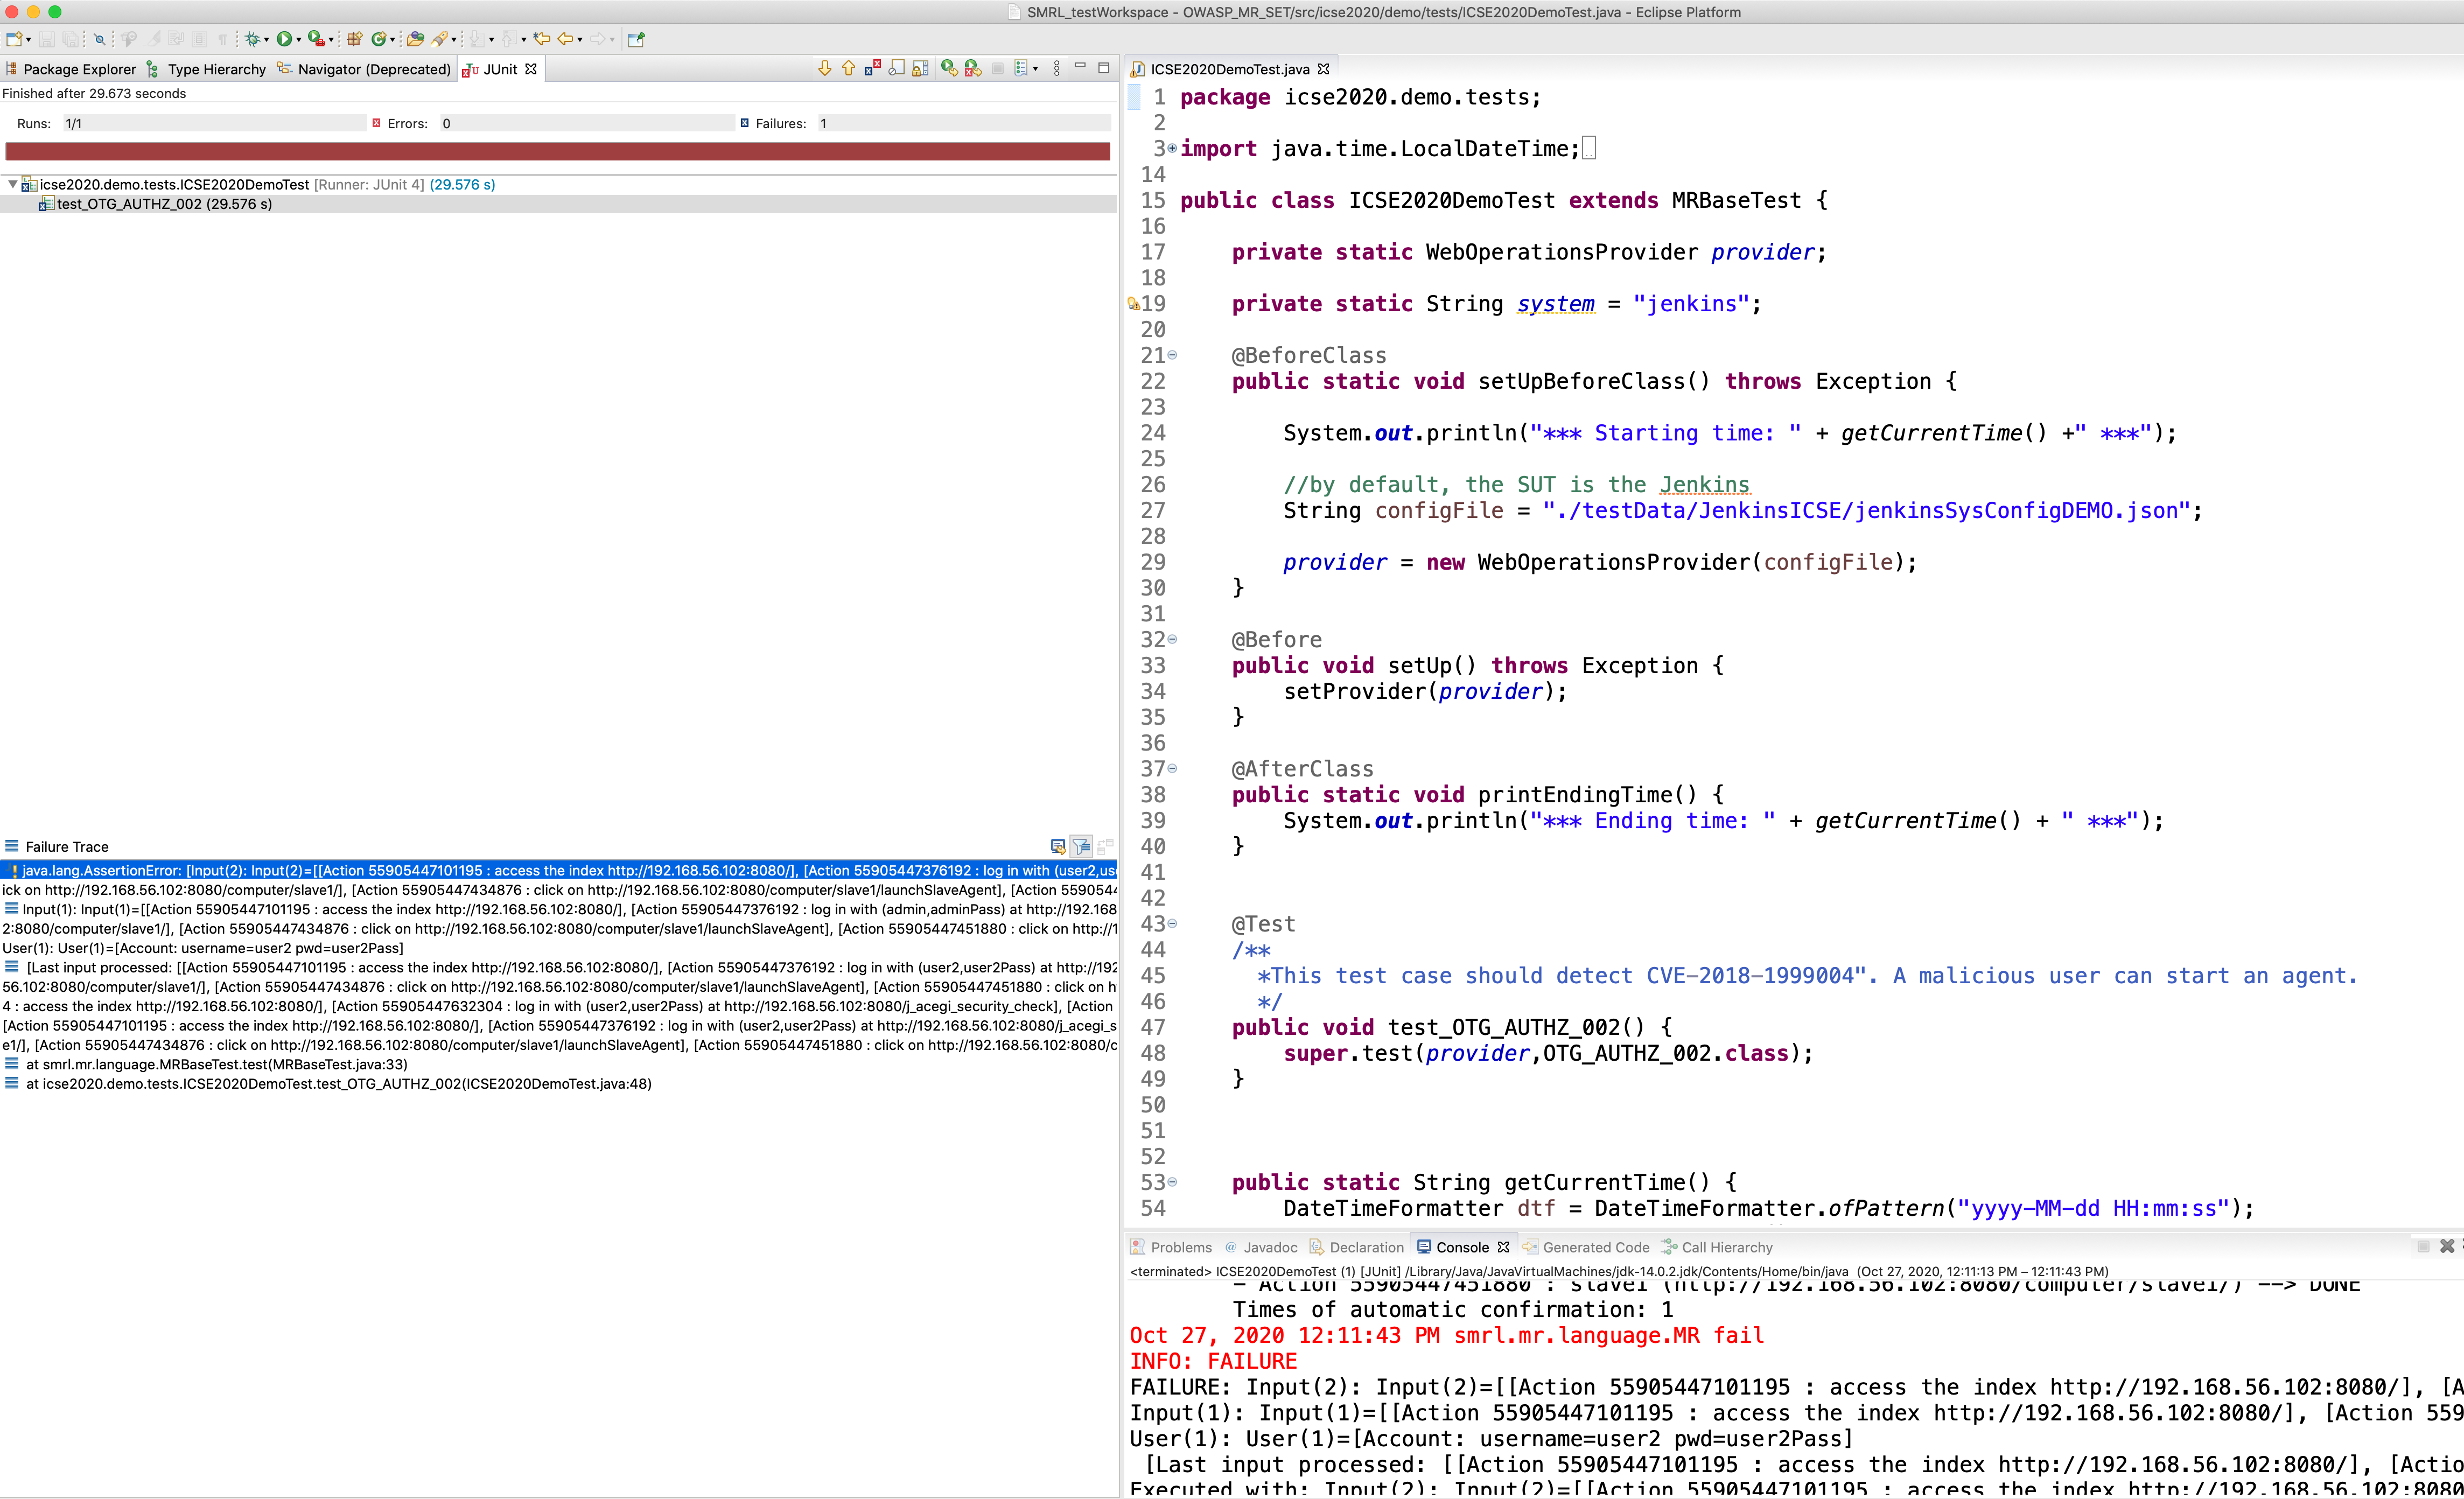 SMRL_testWorkspace - OWASP_MR_SET/src/icse2020/demo/tests/ICSE2020DemoTest.java - Eclipse Platform
Package Explorer Type Hierarchy Navigator (Deprecated) JUnit
Finished after 29.673 seconds
Runs: 1/1 Errors: 0 Failures: 1
icse2020.demo.tests.ICSE2020DemoTest [Runner: JUnit 4] (29.576 s)
test_OTG_AUTHZ_002 (29.576 s)
Failure Trace
java.lang.AssertionError: [Input(2): Input(2)=[[Action 55905447101195 : access the index http://192.168.56.102:8080/], [Action 55905447376192 : log in with (user2,us
ick on http://192.168.56.102:8080/computer/slave1/], [Action 55905447434876 : click on http://192.168.56.102:8080/computer/slave1/launchSlaveAgent], [Action 559054
Input(1): Input(1)=[[Action 55905447101195 : access the index http://192.168.56.102:8080/], [Action 55905447376192 : log in with (admin,adminPass) at http://192.168
2:8080/computer/slave1/], [Action 55905447434876 : click on http://192.168.56.102:8080/computer/slave1/launchSlaveAgent], [Action 55905447451880 : click on http://1
User(1): User(1)=[Account: username=user2 pwd=user2Pass]
[Last input processed: [[Action 55905447101195 : access the index http://192.168.56.102:8080/], [Action 55905447376192 : log in with (user2,user2Pass) at http://192
56.102:8080/computer/slave1/], [Action 55905447434876 : click on http://192.168.56.102:8080/computer/slave1/launchSlaveAgent], [Action 55905447451880 : click on h
4 : access the index http://192.168.56.102:8080/], [Action 55905447632304 : log in with (user2,user2Pass) at http://192.168.56.102:8080/j_acegi_security_check], [Action
[Action 55905447101195 : access the index http://192.168.56.102:8080/], [Action 55905447376192 : log in with (user2,user2Pass) at http://192.168.56.102:8080/j_acegi_s
e1/], [Action 55905447434876 : click on http://192.168.56.102:8080/computer/slave1/launchSlaveAgent], [Action 55905447451880 : click on http://192.168.56.102:8080/c
at smrl.mr.language.MRBaseTest.test(MRBaseTest.java:33)
at icse2020.demo.tests.ICSE2020DemoTest.test_OTG_AUTHZ_002(ICSE2020DemoTest.java:48)
ICSE2020DemoTest.java
1 package icse2020.demo.tests;
2
3 import java.time.LocalDateTime;
14
15 public class ICSE2020DemoTest extends MRBaseTest {
16
17 private static WebOperationsProvider provider;
18
19 private static String system = "jenkins";
20
21 @BeforeClass
22 public static void setUpBeforeClass() throws Exception {
23
24 System.out.println("*** Starting time: " + getCurrentTime() +" ***");
25
26 //by default, the SUT is the Jenkins
27 String configFile = "./testData/JenkinsICSE/jenkinsSysConfigDEMO.json";
28
29 provider = new WebOperationsProvider(configFile);
30 }
31
32 @Before
33 public void setUp() throws Exception {
34 setProvider(provider);
35 }
36
37 @AfterClass
38 public static void printEndingTime() {
39 System.out.println("*** Ending time: " + getCurrentTime() + " ***");
40 }
41
42
43 @Test
44 /**
45 *This test case should detect CVE-2018-1999004". A malicious user can start an agent.
46 */
47 public void test_OTG_AUTHZ_002() {
48 super.test(provider,OTG_AUTHZ_002.class);
49 }
50
51
52
53 public static String getCurrentTime() {
54 DateTimeFormatter dtf = DateTimeFormatter.ofPattern("yyyy-MM-dd HH:mm:ss");
Problems Javadoc Declaration Console Generated Code Call Hierarchy
<terminated> ICSE2020DemoTest (1) [JUnit] /Library/Java/JavaVirtualMachines/jdk-14.0.2.jdk/Contents/Home/bin/java (Oct 27, 2020, 12:11:13 PM – 12:11:43 PM)
- Action 55905447451880 : slave1 (http://192.168.56.102:8080/computer/slave1/) --> DONE
Times of automatic confirmation: 1
Oct 27, 2020 12:11:43 PM smrl.mr.language.MR fail
INFO: FAILURE
FAILURE: Input(2): Input(2)=[[Action 55905447101195 : access the index http://192.168.56.102:8080/], [A
Input(1): Input(1)=[[Action 55905447101195 : access the index http://192.168.56.102:8080/], [Action 559
User(1): User(1)=[Account: username=user2 pwd=user2Pass]
[Last input processed: [[Action 55905447101195 : access the index http://192.168.56.102:8080/], [Actio
Executed with: Input(2): Input(2)=[[Action 55905447101195 : access the index http://192.168.56.102:8080